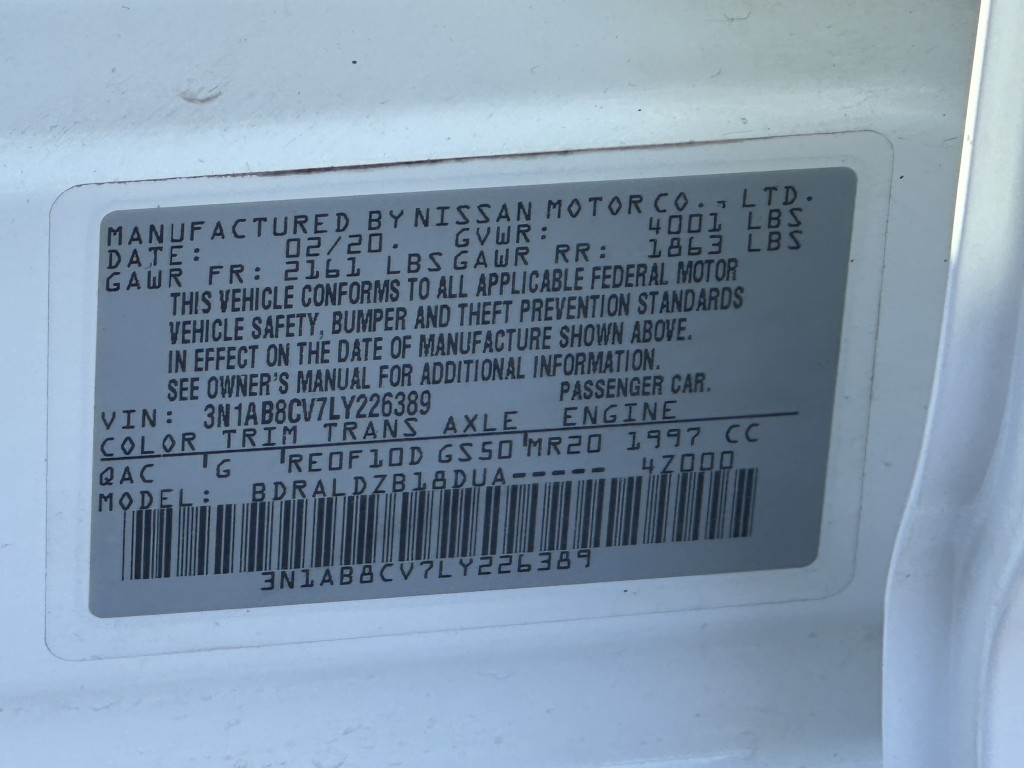 MANUFACTURED BY NISSAN MOTOR CO., LTD.
DATE: 02/20. GVWR: 4001 LBS
GAWR FR: 2161 LBS GAWR RR: 1863 LBS
THIS VEHICLE CONFORMS TO ALL APPLICABLE FEDERAL MOTOR
VEHICLE SAFETY, BUMPER AND THEFT PREVENTION STANDARDS
IN EFFECT ON THE DATE OF MANUFACTURE SHOWN ABOVE.
SEE OWNER'S MANUAL FOR ADDITIONAL INFORMATION.
VIN: 3N1AB8CV7LY226389 PASSENGER CAR.
COLOR TRIM TRANS AXLE ENGINE
QAC 'G 'RE0F10D GS50 'MR20 1997 CC
MODEL: BDRALDZB18DUA----- 4Z000
3N1AB8CV7LY226389